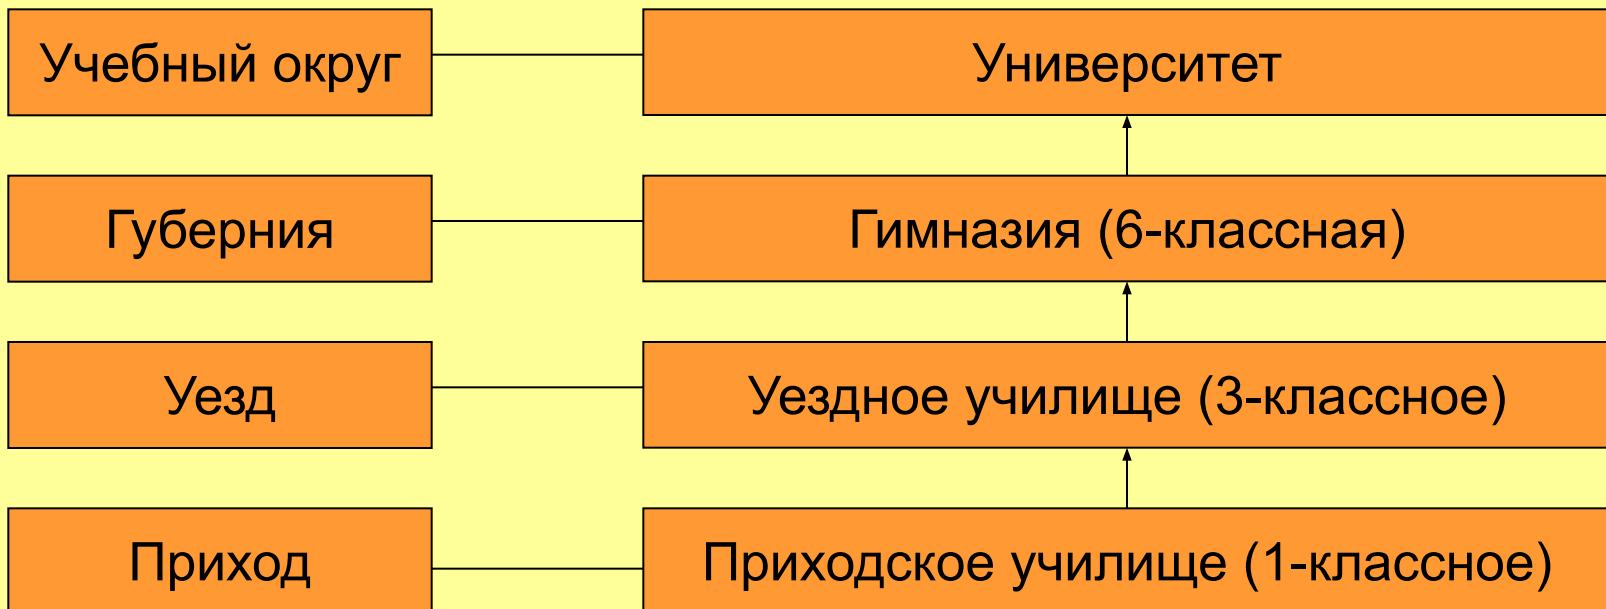 Учебный округ
Университет
Губерния
Гимназия (6-классная)
Уезд
Уездное училище (3-классное)
Приход
Приходское училище (1-классное)